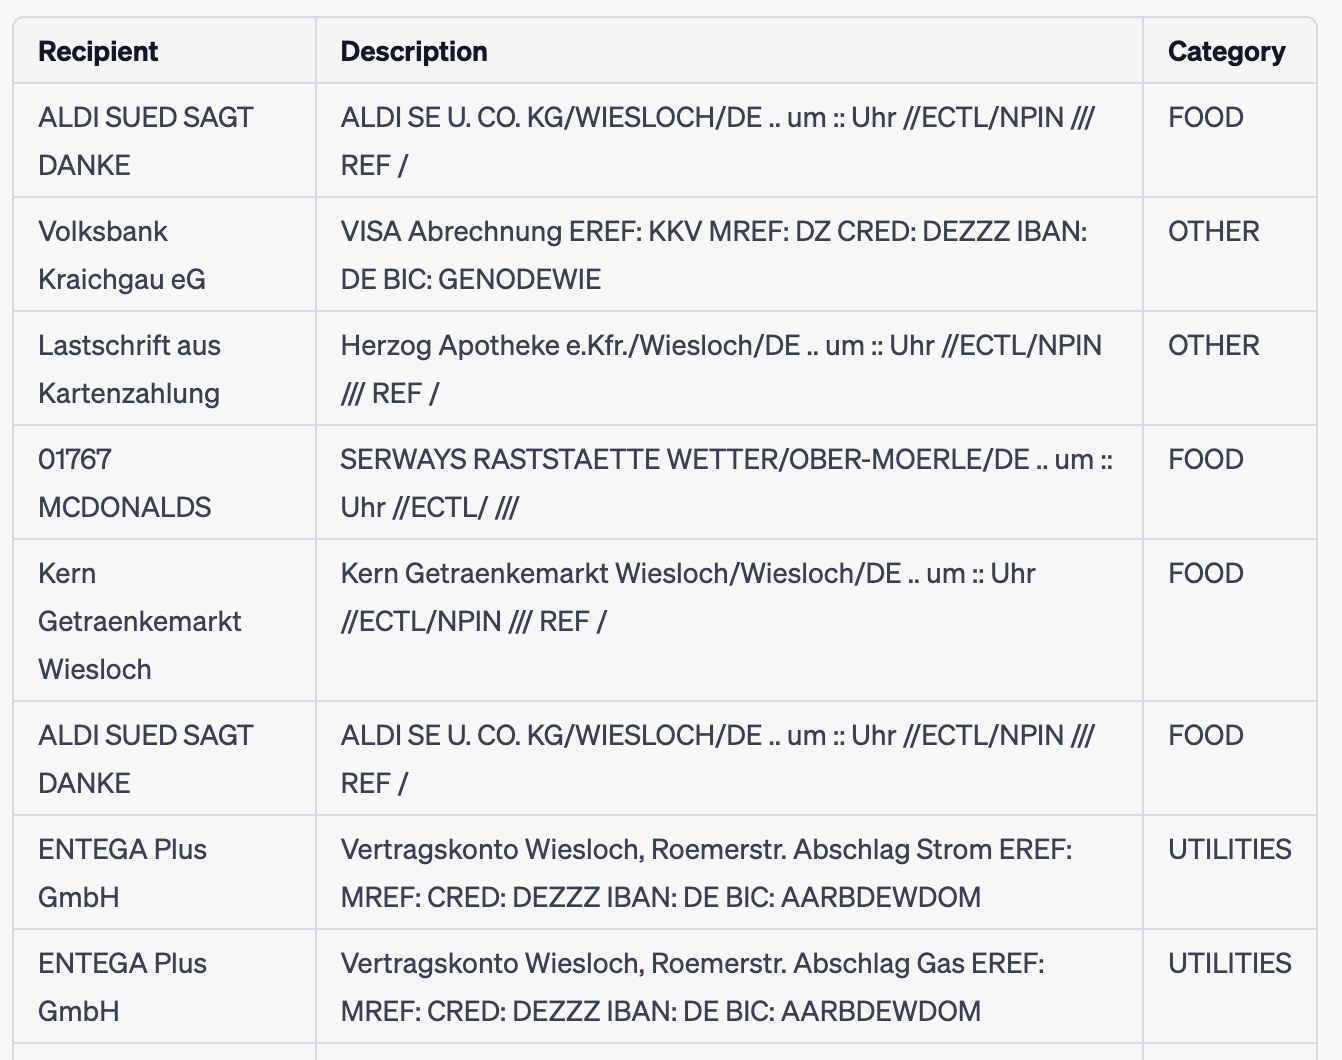 Recipient Description Category
ALDI SUED SAGT ALDI SE U. CO. KG/WIESLOCH/DE .. um :: Uhr //ECTL/NPIN /// FOOD
DANKE REF /
Volksbank VISA Abrechnung EREF: KKV MREF: DZ CRED: DEZZZ IBAN: OTHER
Kraichgau eG DE BIC: GENODEWIE
Lastschrift aus Herzog Apotheke e.Kfr./Wiesloch/DE .. um :: Uhr //ECTL/NPIN OTHER
Kartenzahlung /// REF /
01767 SERWAYS RASTSTAETTE WETTER/OBER-MOERLE/DE .. um :: FOOD
MCDONALDS Uhr //ECTL/ ///
Kern Kern Getraenkemarkt Wiesloch/Wiesloch/DE .. um :: Uhr FOOD
Getraenkemarkt //ECTL/NPIN /// REF /
Wiesloch
ALDI SUED SAGT ALDI SE U. CO. KG/WIESLOCH/DE .. um :: Uhr //ECTL/NPIN /// FOOD
DANKE REF /
ENTEGA Plus Vertragskonto Wiesloch, Roemerstr. Abschlag Strom EREF: UTILITIES
GmbH MREF: CRED: DEZZZ IBAN: DE BIC: AARBDEWDOM
ENTEGA Plus Vertragskonto Wiesloch, Roemerstr. Abschlag Gas EREF: UTILITIES
GmbH MREF: CRED: DEZZZ IBAN: DE BIC: AARBDEWDOM